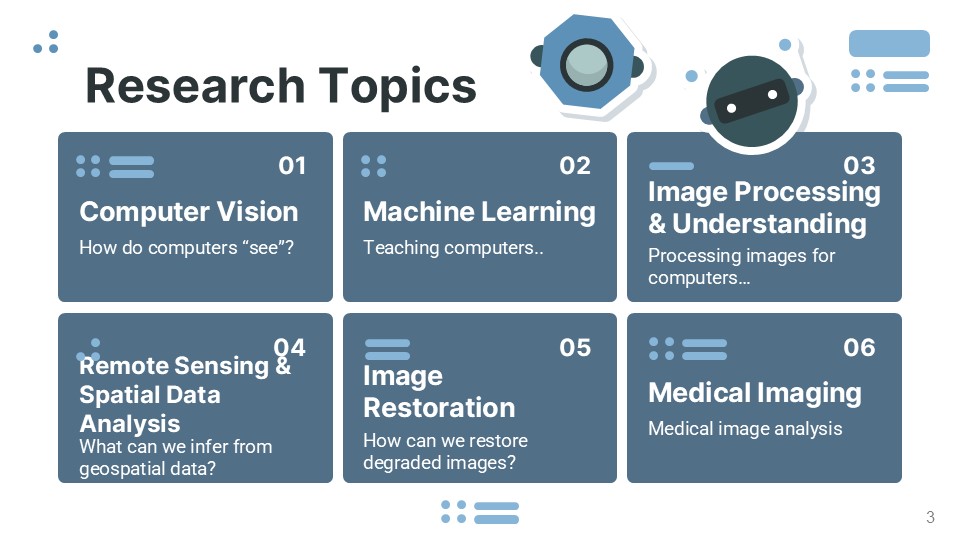 Research Topics
01
Computer Vision
How do computers “see”?
02
Machine Learning
Teaching computers..
03
Image Processing
& Understanding
Processing images for
computers...
04
Remote Sensing &
Spatial Data
Analysis
What can we infer from
geospatial data?
05
Image
Restoration
How can we restore
degraded images?
06
Medical Imaging
Medical image analysis
3